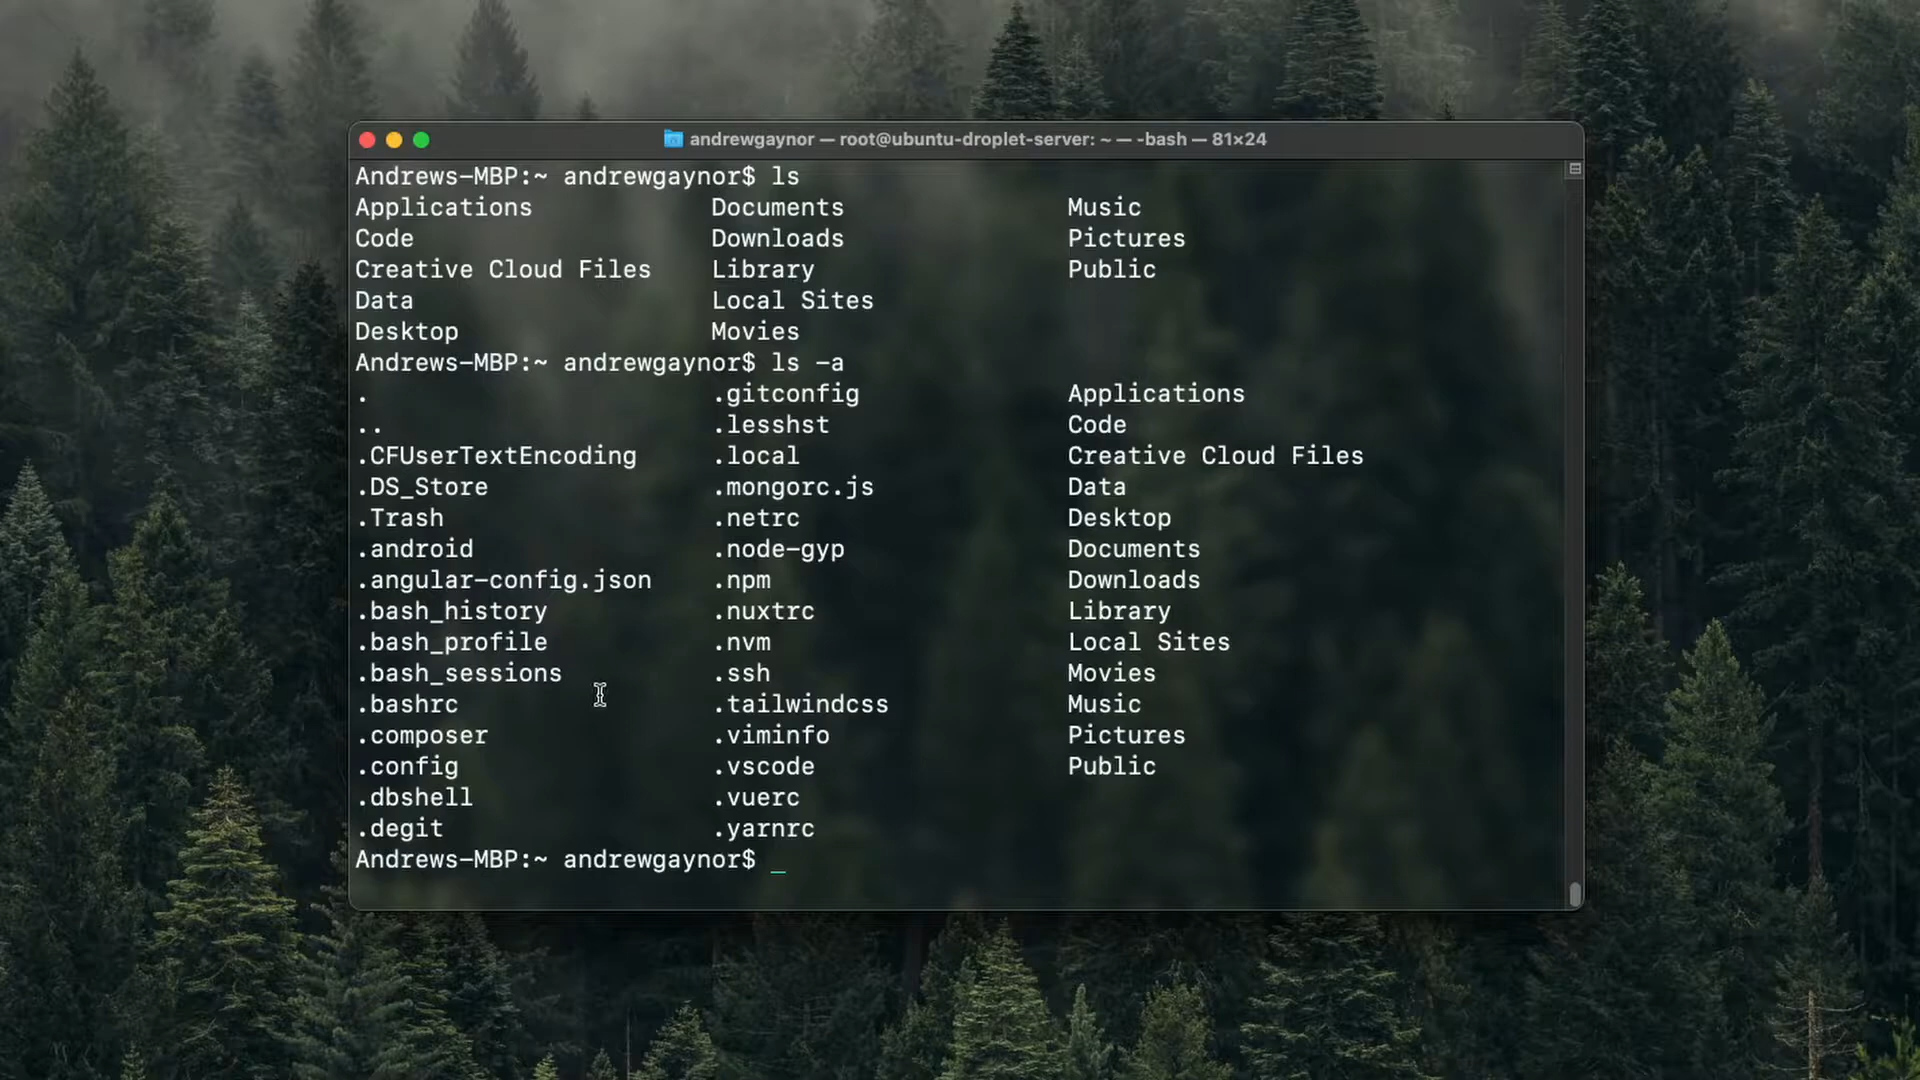 andrewgaynor — root@ubuntu-droplet-server: ~ — -bash — 81×24
Andrews-MBP:~ andrewgaynor$ ls
Applications Documents Music
Code Downloads Pictures
Creative Cloud Files Library Public
Data Local Sites
Desktop Movies
Andrews-MBP:~ andrewgaynor$ ls -a
. .gitconfig Applications
.. .lesshst Code
.CFUserTextEncoding .local Creative Cloud Files
.DS_Store .mongorc.js Data
.Trash .netrc Desktop
.android .node-gyp Documents
.angular-config.json .npm Downloads
.bash_history .nuxtrc Library
.bash_profile .nvm Local Sites
.bash_sessions .ssh Movies
.bashrc .tailwindcss Music
.composer .viminfo Pictures
.config .vscode Public
.dbshell .vuerc
.degit .yarnrc
Andrews-MBP:~ andrewgaynor$ _